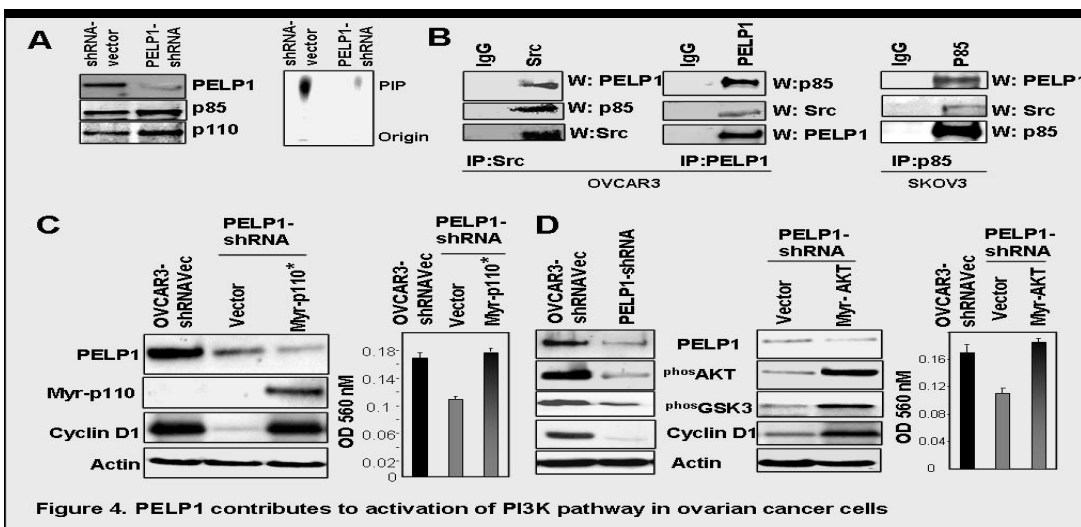 A
shRNA-vector
PELP1-shRNA
PELP1
p85
p110
shRNA-vector
PELP1-shRNA
PIP
Origin
B
IgG
Src
W: PELP1
W: p85
W:Src
IP:Src
IgG
PELP1
W:p85
W: Src
W: PELP1
IP:PELP1
OVCAR3
IgG
P85
W: PELP1
W: Src
W: p85
IP:p85
SKOV3
C
OVCAR3-
shRNAVec
PELP1-
shRNA
Vector
Myr-p110*
PELP1
Myr-p110
Cyclin D1
Actin
OVCAR3-
shRNAVec
PELP1-
shRNA
Vector
Myr-p110*
OD 560 nM
0.18
0.14
0.1
0.06
0.02
0
D
OVCAR3-
shRNAVec
PELP1-shRNA
PELP1-
shRNA
Vector
Myr-AKT
PELP1
phosAKT
phosGSK3
Cyclin D1
Actin
OVCAR3-
shRNAVec
PELP1-
shRNA
Vector
Myr-AKT
OD 560 nM
0.16
0.12
0.08
0.04
0
Figure 4. PELP1 contributes to activation of PI3K pathway in ovarian cancer cells